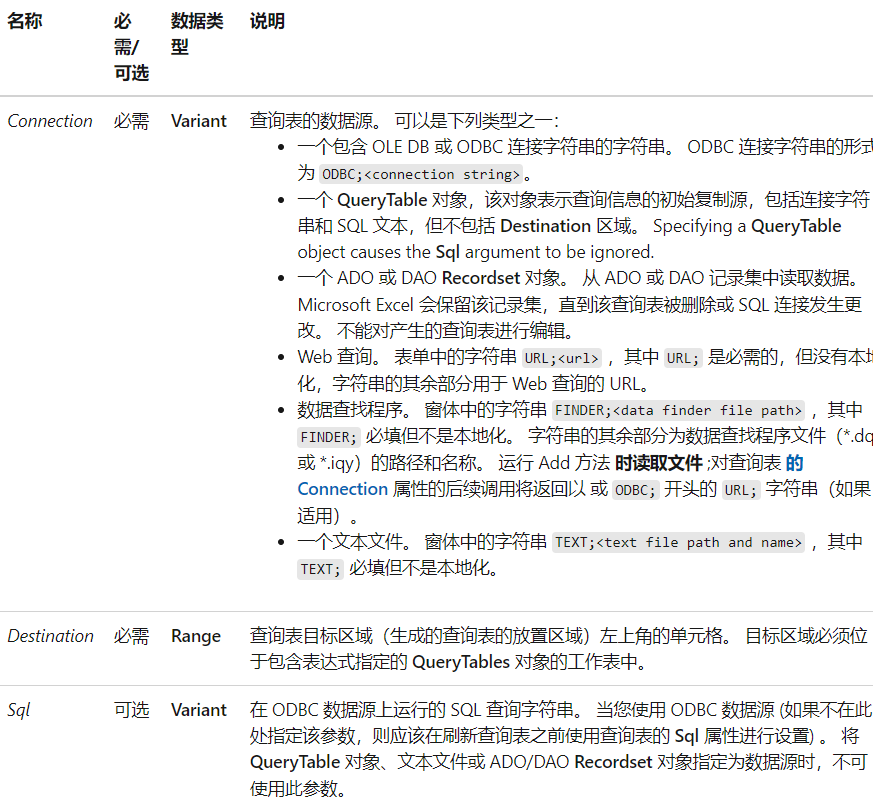 名称 必需/可选 数据类型 说明
Connection 必需 Variant 查询表的数据源。 可以是下列类型之一:
• 一个包含 OLE DB 或 ODBC 连接字符串的字符串。 ODBC 连接字符串的形式
为 ODBC;<connection string>。
• 一个 QueryTable 对象，该对象表示查询信息的初始复制源，包括连接字符
串和 SQL 文本，但不包括 Destination 区域。 Specifying a QueryTable
object causes the Sql argument to be ignored.
• 一个 ADO 或 DAO Recordset 对象。 从 ADO 或 DAO 记录集中读取数据。
Microsoft Excel 会保留该记录集，直到该查询表被删除或 SQL 连接发生更
改。 不能对产生的查询表进行编辑。
• Web 查询。 表单中的字符串 URL;<url> ，其中 URL; 是必需的，但没有本地
化，字符串的其余部分用于 Web 查询的 URL。
• 数据查找程序。 窗体中的字符串 FINDER;<data finder file path> ，其中
FINDER; 必填但不是本地化。 字符串的其余部分为数据查找程序文件（*.dq
或 *.iqy）的路径和名称。 运行 Add 方法 时读取文件 ;对查询表 的
Connection 属性的后续调用将返回以 或 ODBC; 开头的 URL; 字符串（如果
适用）。
• 一个文本文件。 窗体中的字符串 TEXT;<text file path and name> ，其中
TEXT; 必填但不是本地化。
Destination 必需 Range 查询表目标区域（生成的查询表的放置区域）左上角的单元格。 目标区域必须位
于包含表达式指定的 QueryTables 对象的工作表中。
Sql 可选 Variant 在 ODBC 数据源上运行的 SQL 查询字符串。 当您使用 ODBC 数据源 (如果不在此
处指定该参数，则应该在刷新查询表之前使用查询表的 Sql 属性进行设置) 。 将
QueryTable 对象、文本文件或 ADO/DAO Recordset 对象指定为数据源时，不可
使用此参数。